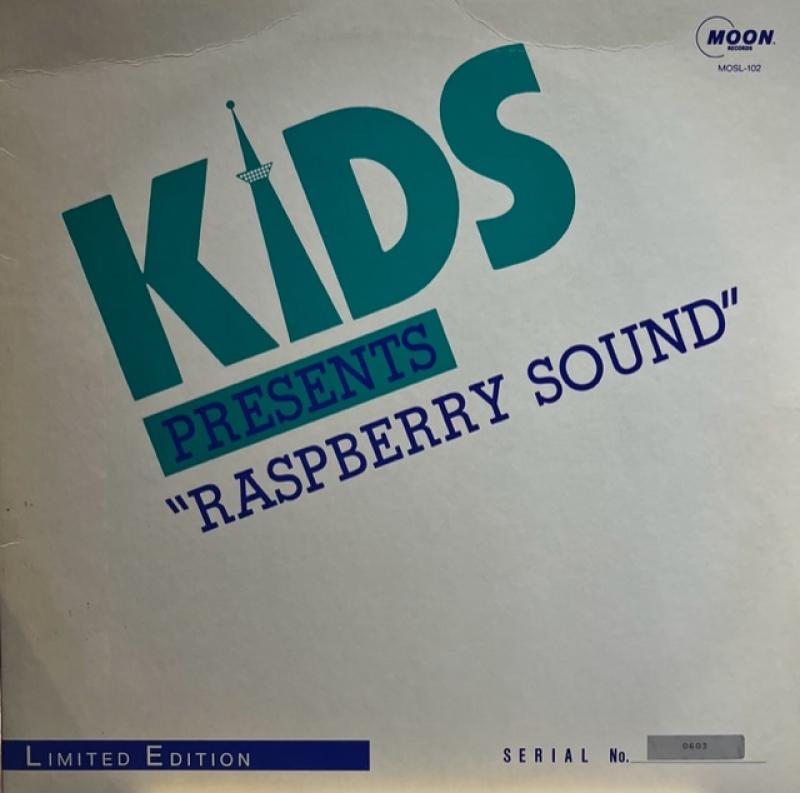 MOON.
RECORDS
MOSL-102
KiDS
PRESENTS
"RASPBERRY SOUND"
LIMITED EDITION
SERIAL No. 0603